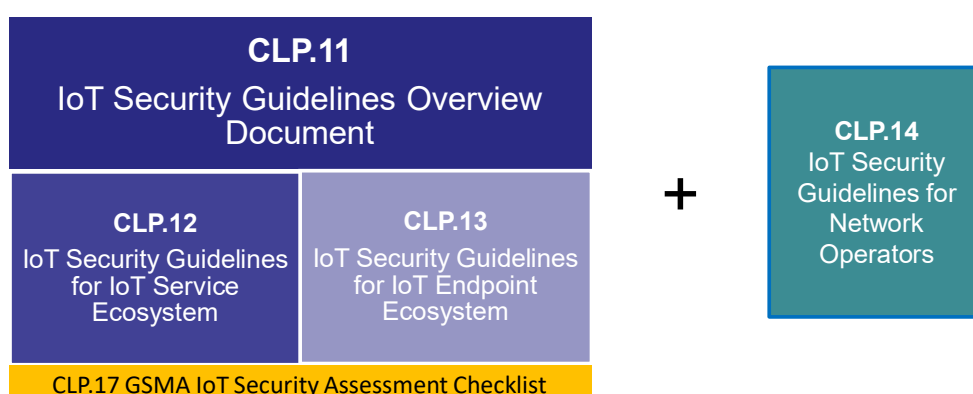 CLP.11
IoT Security Guidelines Overview
Document
CLP.12
IoT Security Guidelines
for IoT Service
Ecosystem
CLP.13
IoT Security Guidelines
for IoT Endpoint
Ecosystem
CLP.17 GSMA IoT Security Assessment Checklist
+
CLP.14
IoT Security
Guidelines for
Network
Operators